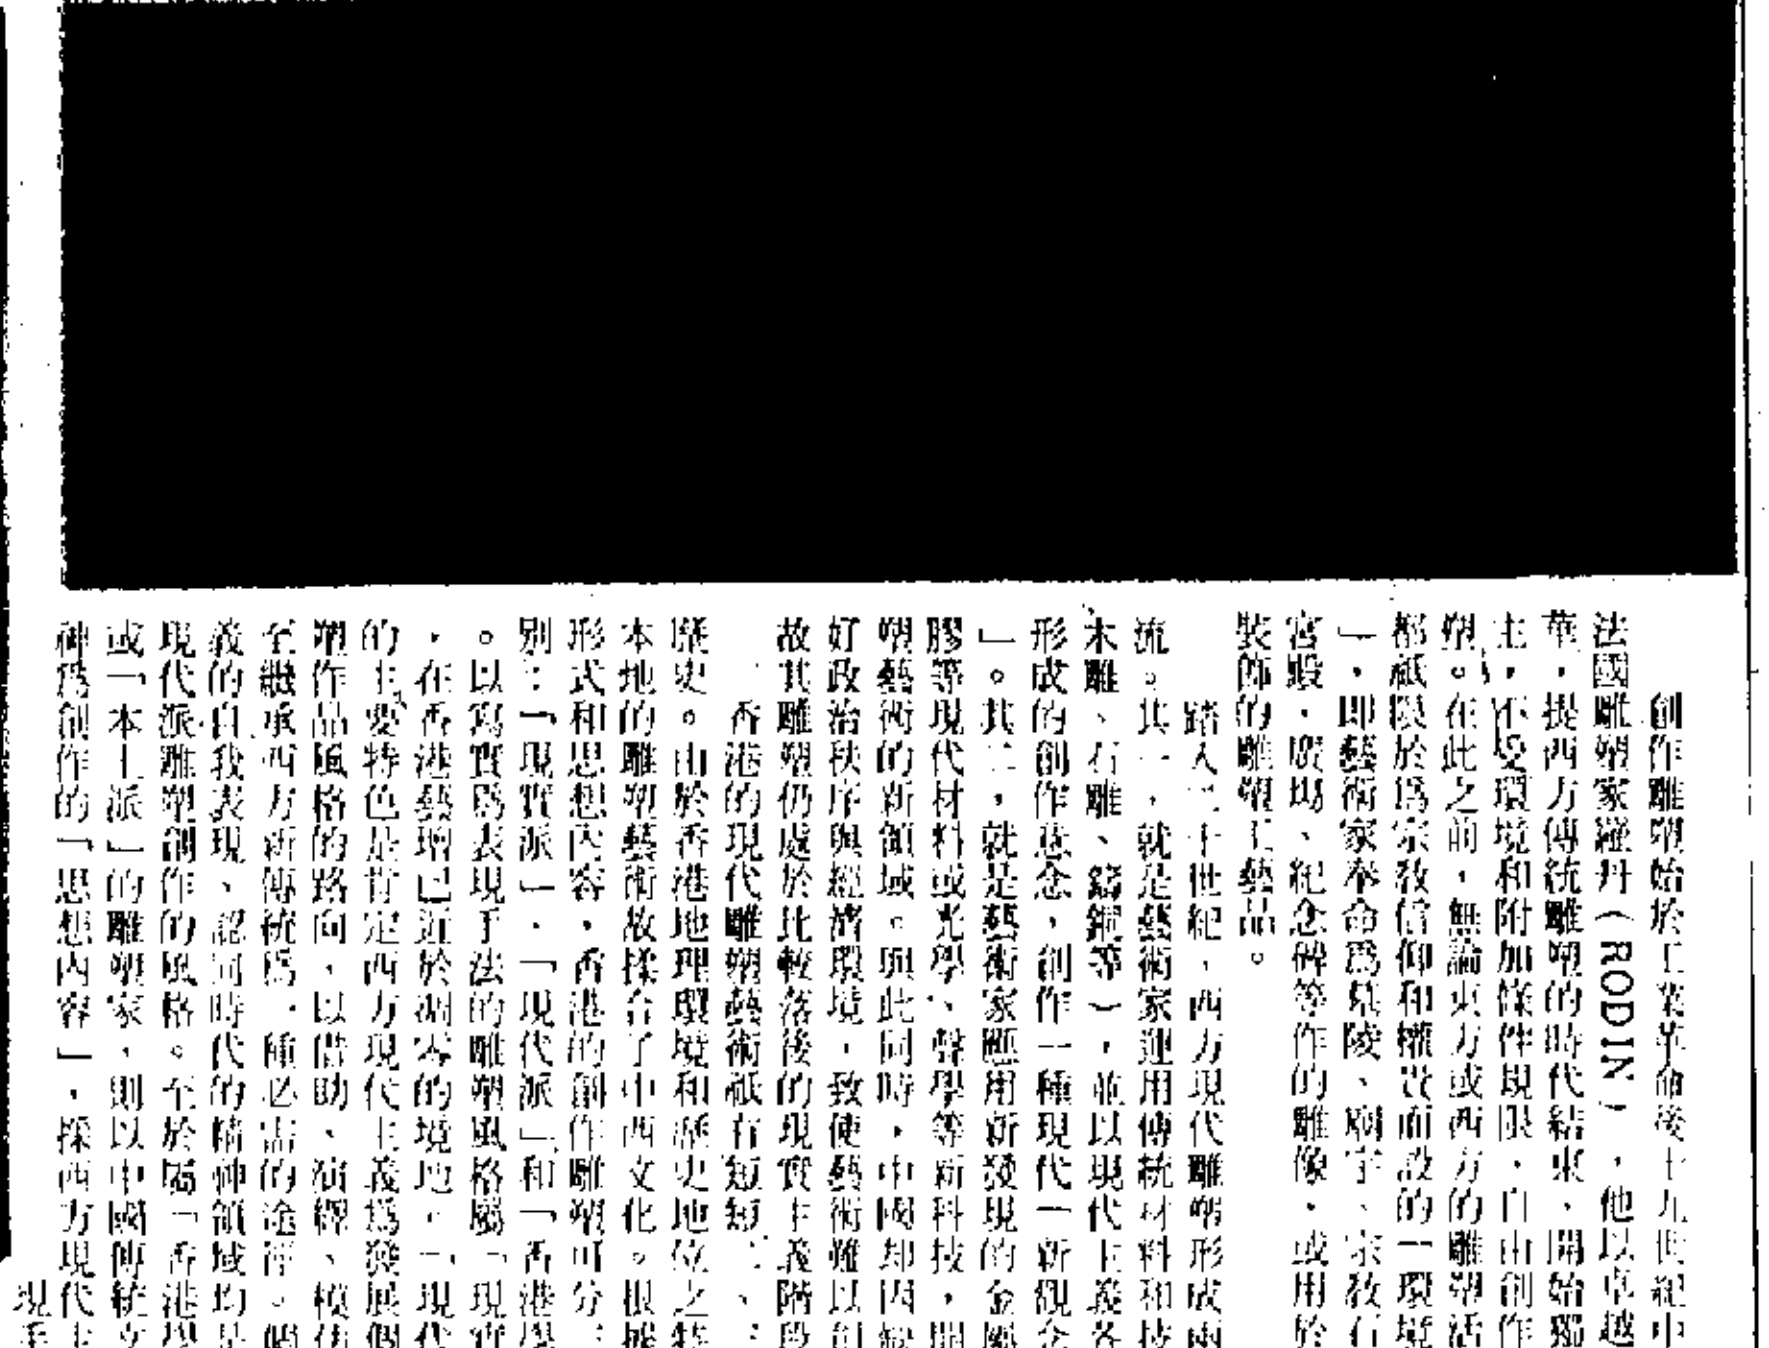 創作雕塑始於工業革命後十九世紀中
法國雕塑家羅丹(RODIN),他以卓越
華,提西方傳統雕塑的時代結束、開始獨
主,不受環境和附加條件規限,自由創作
塑。在此之前,無論東方或西方的雕塑活
都祇限於爲宗教信仰和權貴而設的一環境
」,即藝術家奉命爲墓陵、廟宇、宗教石
宮殿,廣場、紀念碑等作的雕像,或用於
裝飾的雕塑工藝品。
踏入二十世紀,西方現代雕塑形成兩
流。其一,就是藝術家運用傳統材料和技
木雕、石雕、鑄銅等),並以現代主義各
形成的創作意念,創作一種現代「新觀念
」。其二,就是藝術家應用新發現的金屬
膠等現代材料或光學、聲學等新科技,開
塑藝術的新領域。與此同時,中國却因
好政治秩序與經濟環境,致使藝術難以
故其雕塑仍處於比較落後的現實主義階段
香港的現代雕塑藝術祇有短短二、三
歷史。由於香港地理環境和歷史地位之特
本地的雕塑藝術故揉合了中西文化。根據
形式和思想內容,香港的創作雕塑可分三
別:「現實派」,「現代派」和「香港學
。以寫實爲表現手法的雕塑風格屬「現實
,在香港藝壇已近於凋零的境地。「現代
的主要特色是肯定西方現代主義爲發展個
塑作品風格的路向,以借助、演繹、模仿
至繼承西方新傳統爲一種必需的途徑。個
義的自我表現、認同時代的精神領域均是
現代派雕塑創作的風格。至於屬「香港學
或「本土派」的雕塑家,則以中國傳統文
神爲創作的「思想內容」,採西方現代主
現手